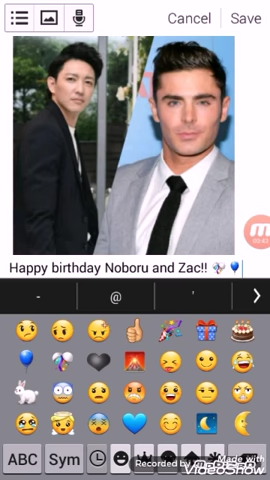 Cancel Save
Happy birthday Noboru and Zac!!
- @ '
ABC Sym
Made with
Recorded by
VideoShow